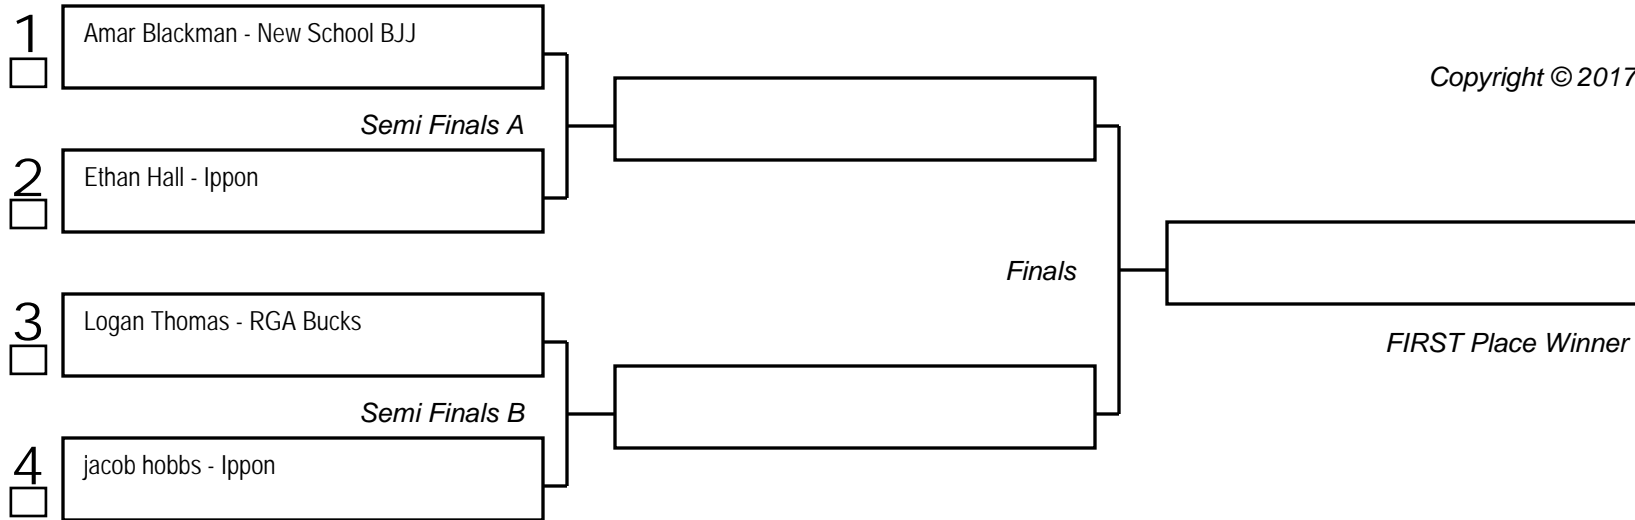 1
Amar Blackman - New School BJJ
Copyright © 2017
Semi Finals A
2
Ethan Hall - Ippon
Finals
3
Logan Thomas - RGA Bucks
FIRST Place Winner
Semi Finals B
4
jacob hobbs - Ippon